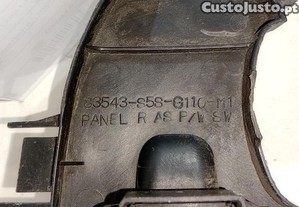 CustoJusto.pt
83543-S5S-G110-M1
PANEL R AS P/W SW